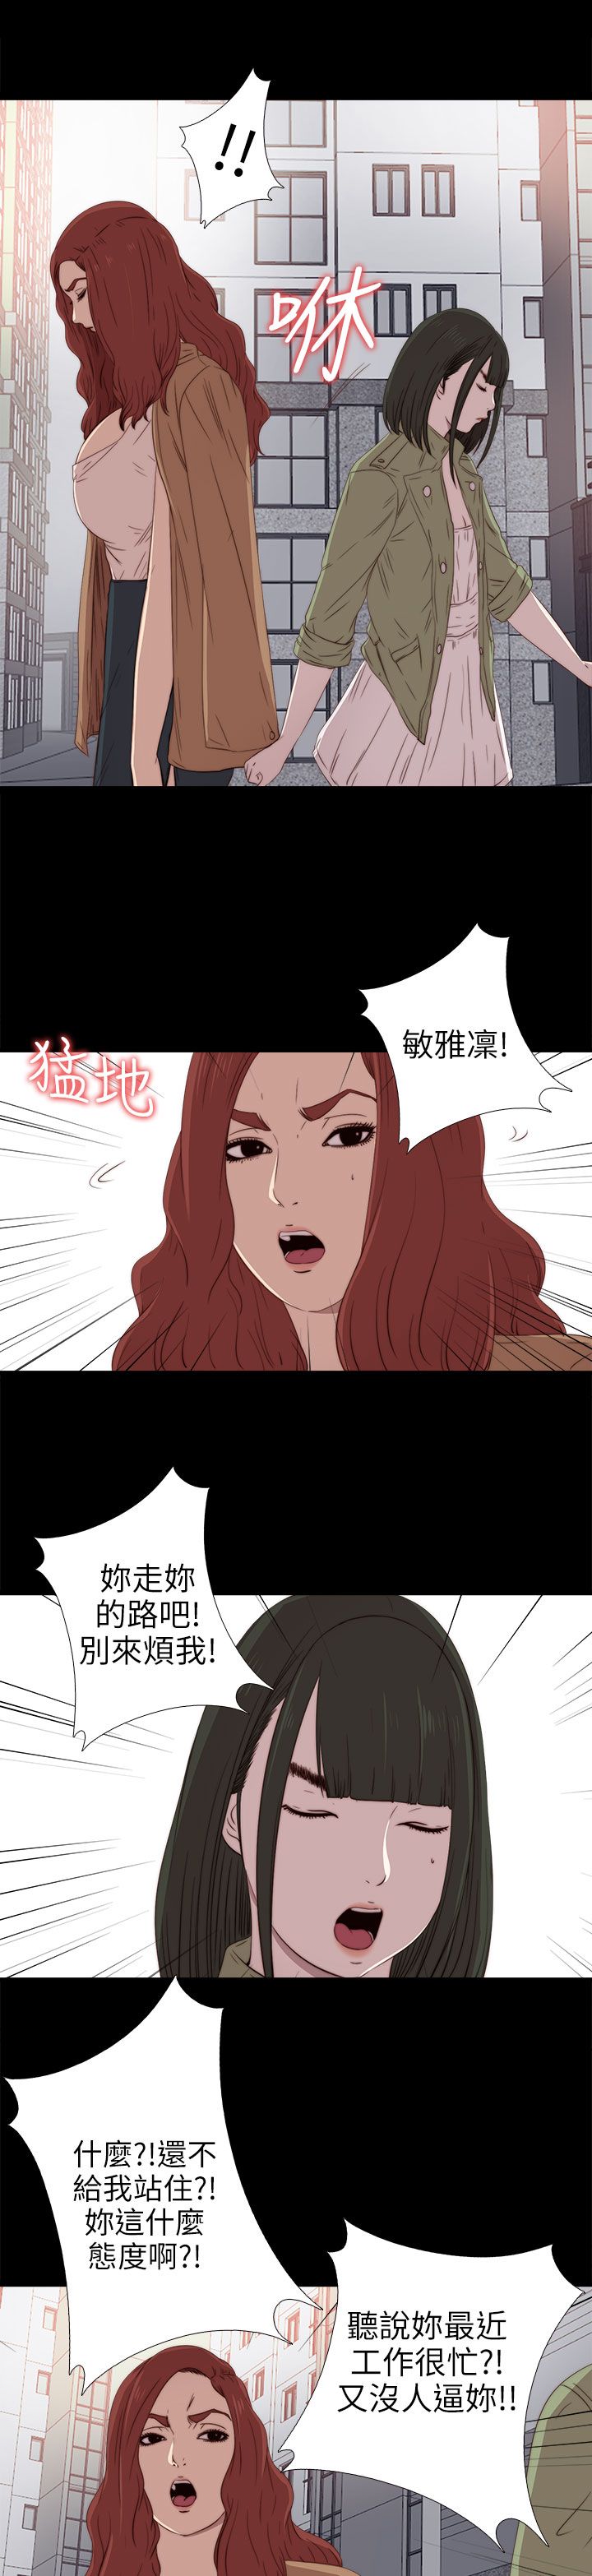 !!
咻
敏雅凜!
猛地
妳走妳
的路吧!
別來煩我!
什麼?!還不
給我站住?!
妳這什麼
態度啊?!
聽說妳最近
工作很忙?!
又沒人逼妳!!